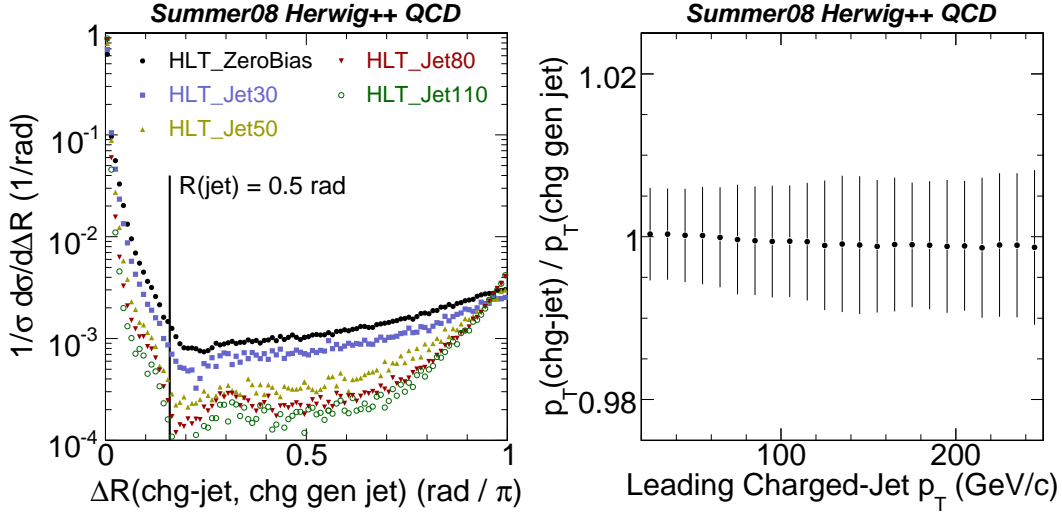 Summer08 Herwig++ QCD
1/σ dσ/dΔR (1/rad)
1
10⁻¹
10⁻²
10⁻³
10⁻⁴
HLT_ZeroBias
HLT_Jet30
HLT_Jet50
HLT_Jet80
HLT_Jet110
R(jet) = 0.5 rad
0 0.5 1
ΔR(chg-jet, chg gen jet) (rad / π)
Summer08 Herwig++ QCD
p_T(chg-jet) / p_T(chg gen jet)
1.02
1
0.98
100 200
Leading Charged-Jet p_T (GeV/c)